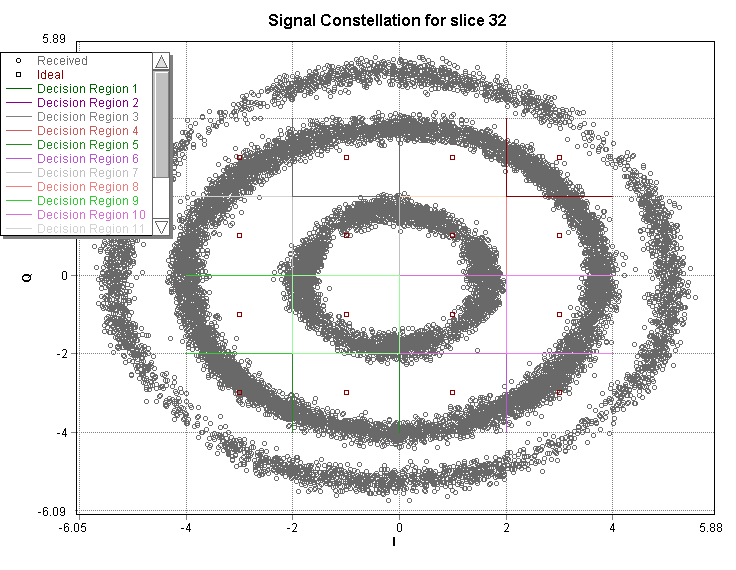 Signal Constellation for slice 32
5.89
Received
Ideal
Decision Region 1
Decision Region 2
Decision Region 3
Decision Region 4
Decision Region 5
Decision Region 6
Decision Region 7
Decision Region 8
Decision Region 9
Decision Region 10
Decision Region 11
Q
0
-2
-4
-6.09
-6.05
-4
-2
0
2
4
5.88
I